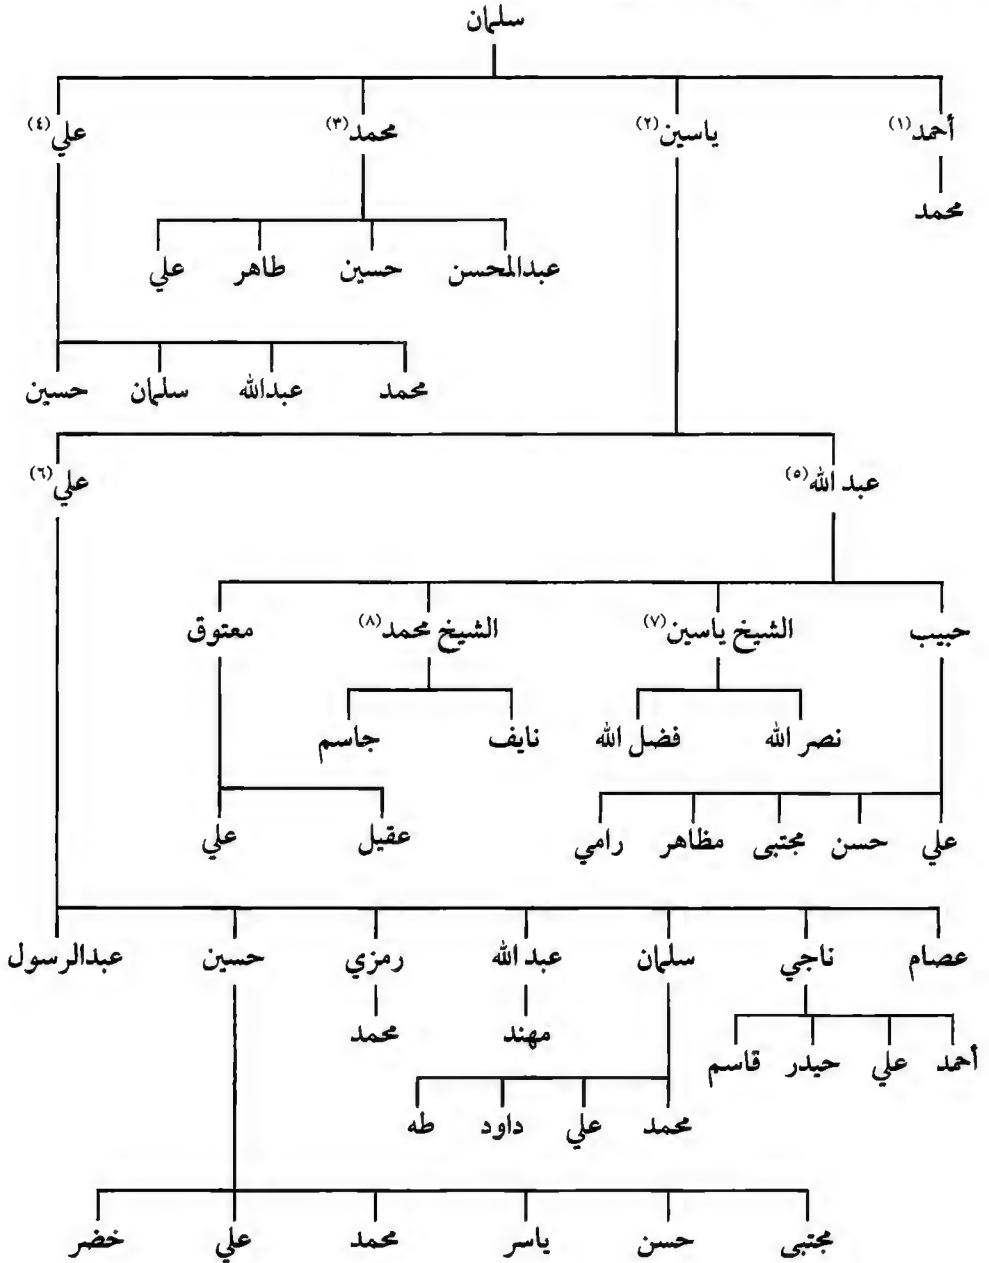 سلمان
أحمد(١) ياسين(٢) محمد(٣) علي(٤)
محمد
عبدالمحسن حسين طاهر علي
محمد عبدالله سلمان حسين
عبد الله(٥) علي(٦)
حبيب الشيخ ياسين(٧) الشيخ محمد(٨) معتوق
نصر الله فضل الله نايف جاسم
علي حسن مجتبى مظاهر رامي عقيل علي
عصام ناجي سلمان عبد الله رمزي حسين عبدالرسول
مهند محمد
أحمد علي حيدر قاسم
محمد علي داود طه
مجتبى حسن ياسر محمد علي خضر